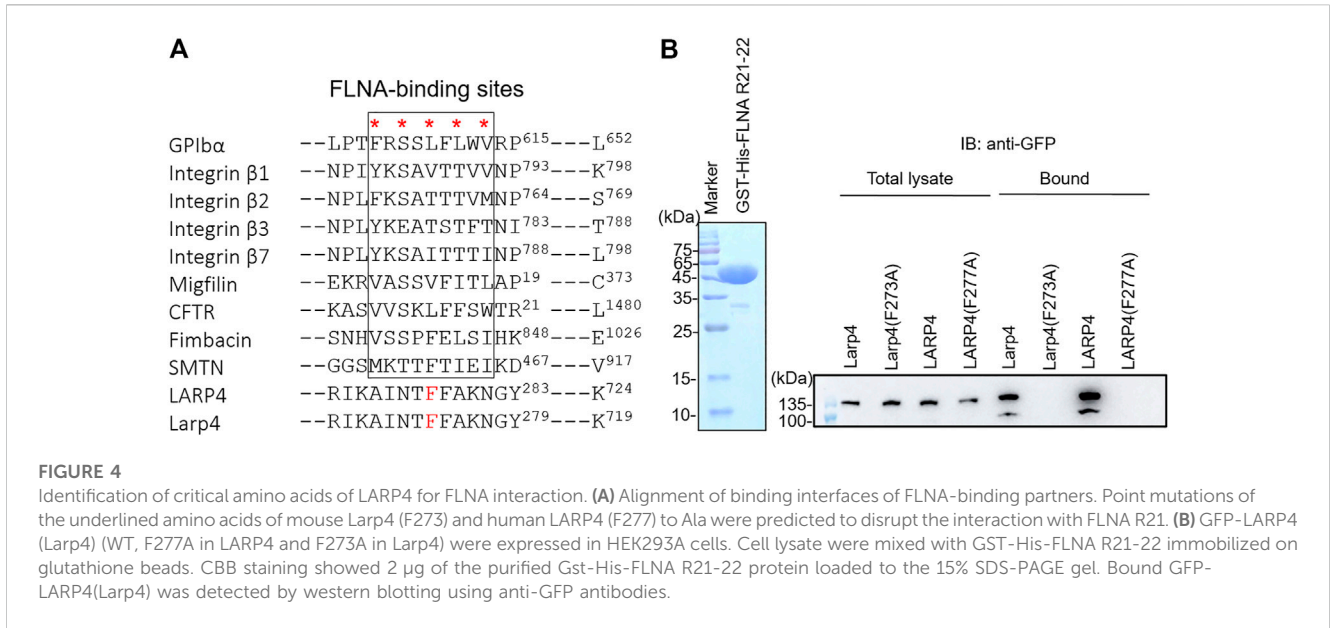 A
FLNA-binding sites
* * * * *
GPIbα --LPTFRSSLFLWVRP615---L652
Integrin β1 --NPIYKSAVTTVVNP793---K798
Integrin β2 --NPLFKSATTTVMNP764---S769
Integrin β3 --NPLYKEATSTFTNI783---T788
Integrin β7 --NPLYKSAITTTINP788---L798
Migfilin --EKRVASSVFITLAP19---C373
CFTR --KASVVSKLFFSWTR21---L1480
Fimbacin --SNHVSSPFELSIHK848---E1026
SMTN --GGSMKTTFTIEIKD467---V917
LARP4 --RIKAINTFFAKNGY283---K724
Larp4 --RIKAINTFFAKNGY279---K719
B
Marker
GST-His-FLNA R21-22
(kDa)
75-
65-
45-
35-
25-
15-
10-
IB: anti-GFP
Total lysate Bound
Larp4
Larp4(F273A)
LARP4
LARP4(F277A)
Larp4
Larp4(F273A)
LARP4
LARP4(F277A)
(kDa)
135-
100-
FIGURE 4
Identification of critical amino acids of LARP4 for FLNA interaction. (A) Alignment of binding interfaces of FLNA-binding partners. Point mutations of
the underlined amino acids of mouse Larp4 (F273) and human LARP4 (F277) to Ala were predicted to disrupt the interaction with FLNA R21. (B) GFP-LARP4
(Larp4) (WT, F277A in LARP4 and F273A in Larp4) were expressed in HEK293A cells. Cell lysate were mixed with GST-His-FLNA R21-22 immobilized on
glutathione beads. CBB staining showed 2 µg of the purified Gst-His-FLNA R21-22 protein loaded to the 15% SDS-PAGE gel. Bound GFP-
LARP4(Larp4) was detected by western blotting using anti-GFP antibodies.